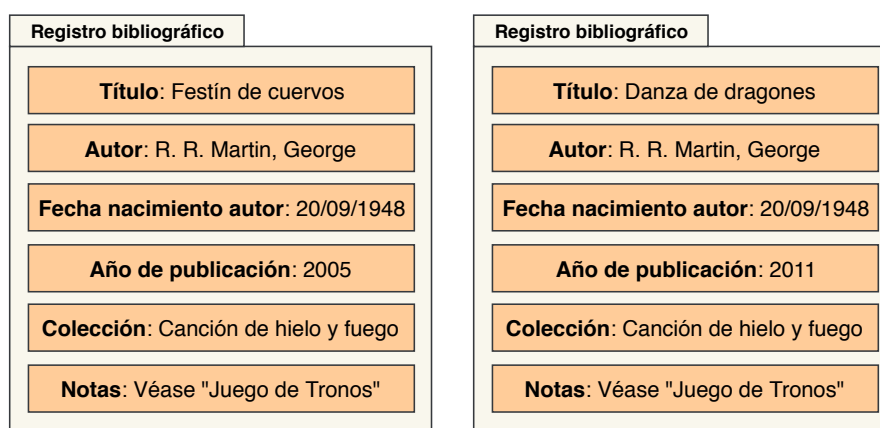 Registro bibliográfico
Título: Festín de cuervos
Autor: R. R. Martin, George
Fecha nacimiento autor: 20/09/1948
Año de publicación: 2005
Colección: Canción de hielo y fuego
Notas: Véase "Juego de Tronos"
Registro bibliográfico
Título: Danza de dragones
Autor: R. R. Martin, George
Fecha nacimiento autor: 20/09/1948
Año de publicación: 2011
Colección: Canción de hielo y fuego
Notas: Véase "Juego de Tronos"